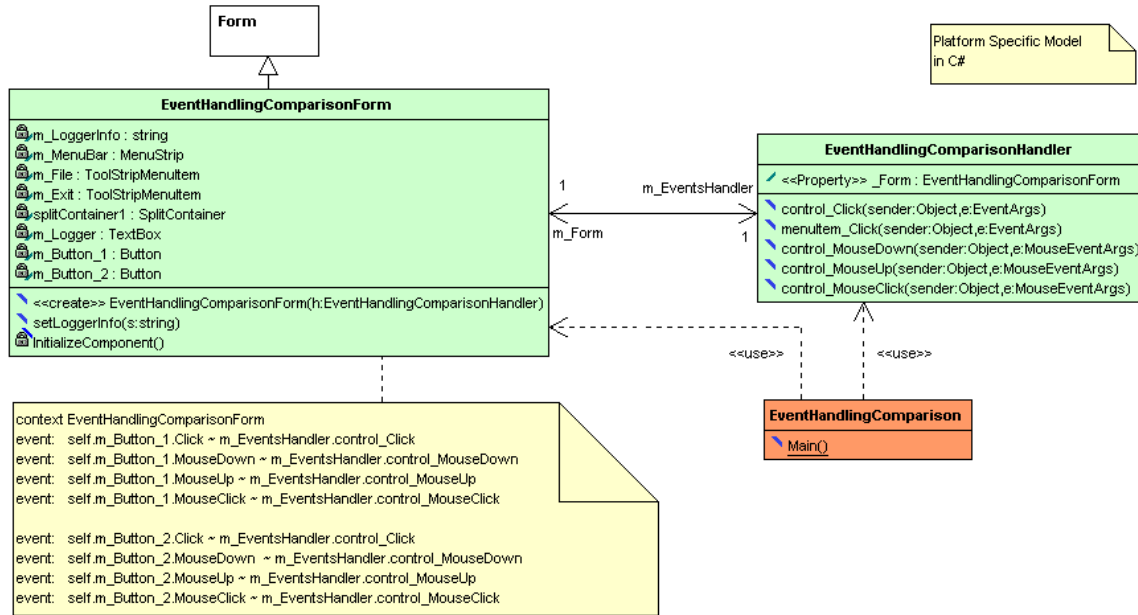 Form
Platform Specific Model
in C#
EventHandlingComparisonForm
m_LoggerInfo : string
m_MenuBar : MenuStrip
m_File : ToolStripMenuItem
m_Exit : ToolStripMenuItem
splitContainer1 : SplitContainer
m_Logger : TextBox
m_Button_1 : Button
m_Button_2 : Button
<<create>> EventHandlingComparisonForm(h:EventHandlingComparisonHandler)
setLoggerInfo(s:string)
InitializeComponent()
1
m_EventsHandler
m_Form
1
EventHandlingComparisonHandler
<<Property>> _Form : EventHandlingComparisonForm
control_Click(sender:Object,e:EventArgs)
menuItem_Click(sender:Object,e:EventArgs)
control_MouseDown(sender:Object,e:MouseEventArgs)
control_MouseUp(sender:Object,e:MouseEventArgs)
control_MouseClick(sender:Object,e:MouseEventArgs)
<<use>>
<<use>>
EventHandlingComparison
Main()
context EventHandlingComparisonForm
event: self.m_Button_1.Click ~ m_EventsHandler.control_Click
event: self.m_Button_1.MouseDown ~ m_EventsHandler.control_MouseDown
event: self.m_Button_1.MouseUp ~ m_EventsHandler.control_MouseUp
event: self.m_Button_1.MouseClick ~ m_EventsHandler.control_MouseClick
event: self.m_Button_2.Click ~ m_EventsHandler.control_Click
event: self.m_Button_2.MouseDown ~ m_EventsHandler.control_MouseDown
event: self.m_Button_2.MouseUp ~ m_EventsHandler.control_MouseUp
event: self.m_Button_2.MouseClick ~ m_EventsHandler.control_MouseClick